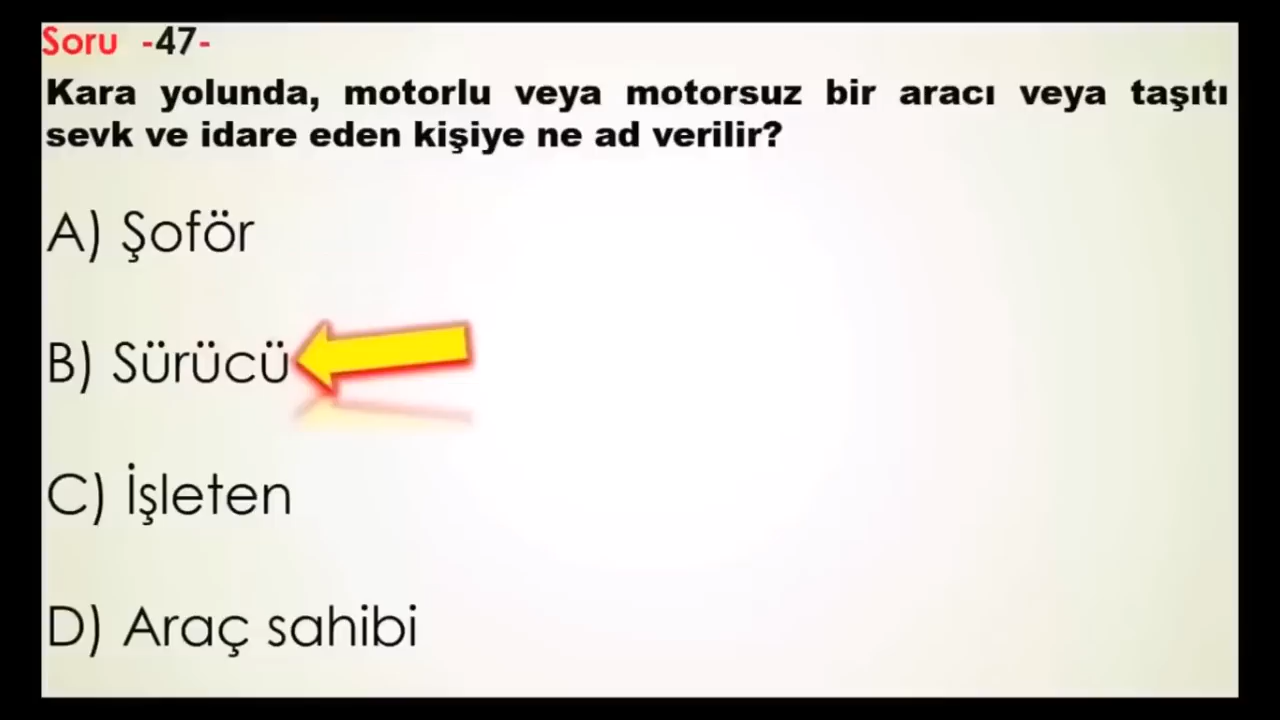 Soru -47-
Kara yolunda, motorlu veya motorsuz bir aracı veya taşıtı
sevk ve idare eden kişiye ne ad verilir?
A) Şoför
B) Sürücü
C) İşleten
D) Araç sahibi